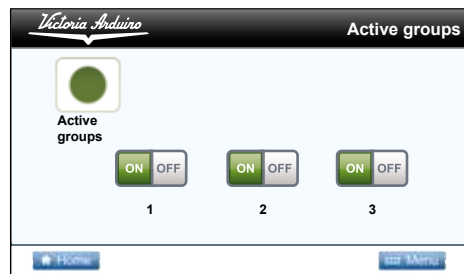 Victoria Arduino
Active groups
Active
groups
ON OFF
ON OFF
ON OFF
1
2
3
Home
Menu